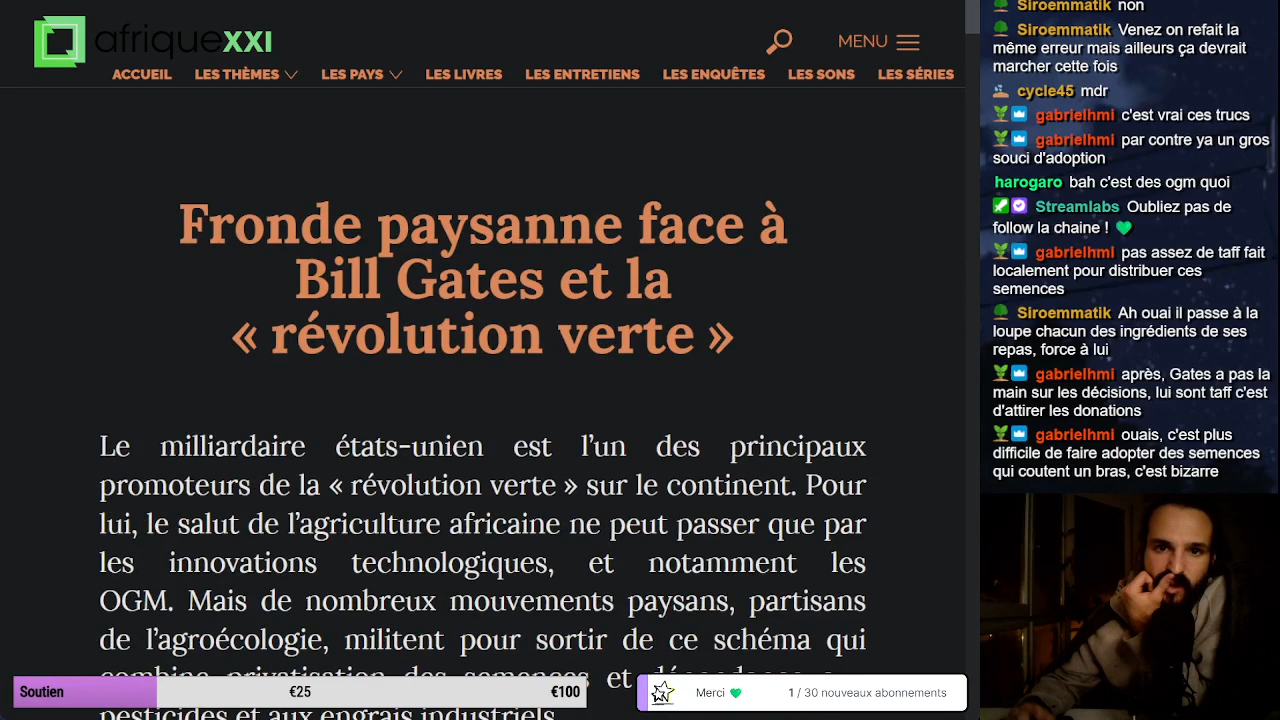 afriquexxi
MENU
ACCUEIL
LES THÈMES
LES PAYS
LES LIVRES
LES ENTRETIENS
LES ENQUÊTES
LES SONS
LES SÉRIES
Fronde paysanne face à
Bill Gates et la
« révolution verte »
Le milliardaire états-unien est l’un des principaux
promoteurs de la « révolution verte » sur le continent. Pour
lui, le salut de l’agriculture africaine ne peut passer que par
les innovations technologiques, et notamment les
OGM. Mais de nombreux mouvements paysans, partisans
de l’agroécologie, militent pour sortir de ce schéma qui
combine privatisation des semences et
pesticides et aux engrais industriels.
Soutien
€25
€100
Merci
1 / 30 nouveaux abonnements
Siroemmatik non
Siroemmatik Venez on refait la
même erreur mais ailleurs ça devrait
marcher cette fois
cycle45 mdr
gabrielhmi c'est vrai ces trucs
gabrielhmi par contre ya un gros
souci d'adoption
harogaro bah c'est des ogm quoi
Streamlabs Oubliez pas de
follow la chaine !
gabrielhmi pas assez de taff fait
localement pour distribuer ces
semences
Siroemmatik Ah ouai il passe à la
loupe chacun des ingrédients de ses
repas, force à lui
gabrielhmi après, Gates a pas la
main sur les décisions, lui sont taff c'est
d'attirer les donations
gabrielhmi ouais, c'est plus
difficile de faire adopter des semences
qui coutent un bras, c'est bizarre